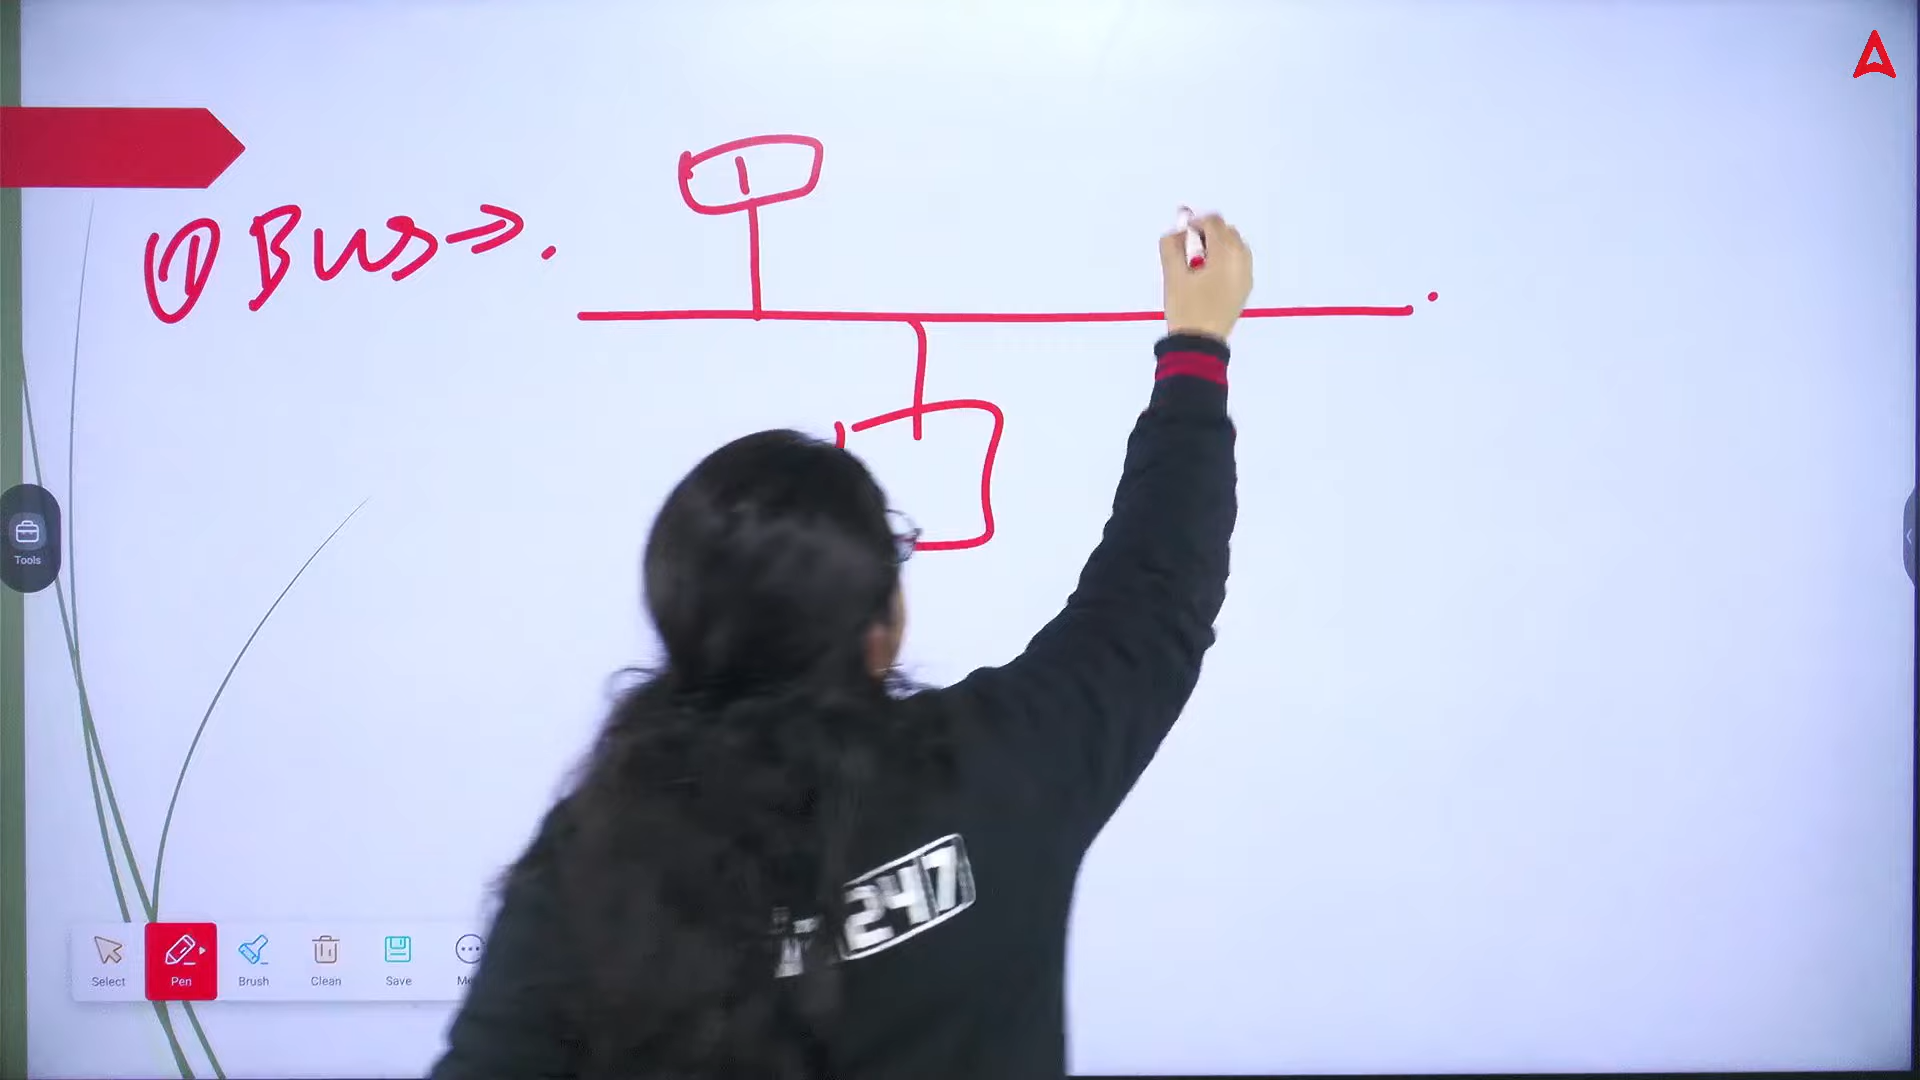 ① Bus →
1
Tools
247
Select
Pen
Brush
Clean
Save